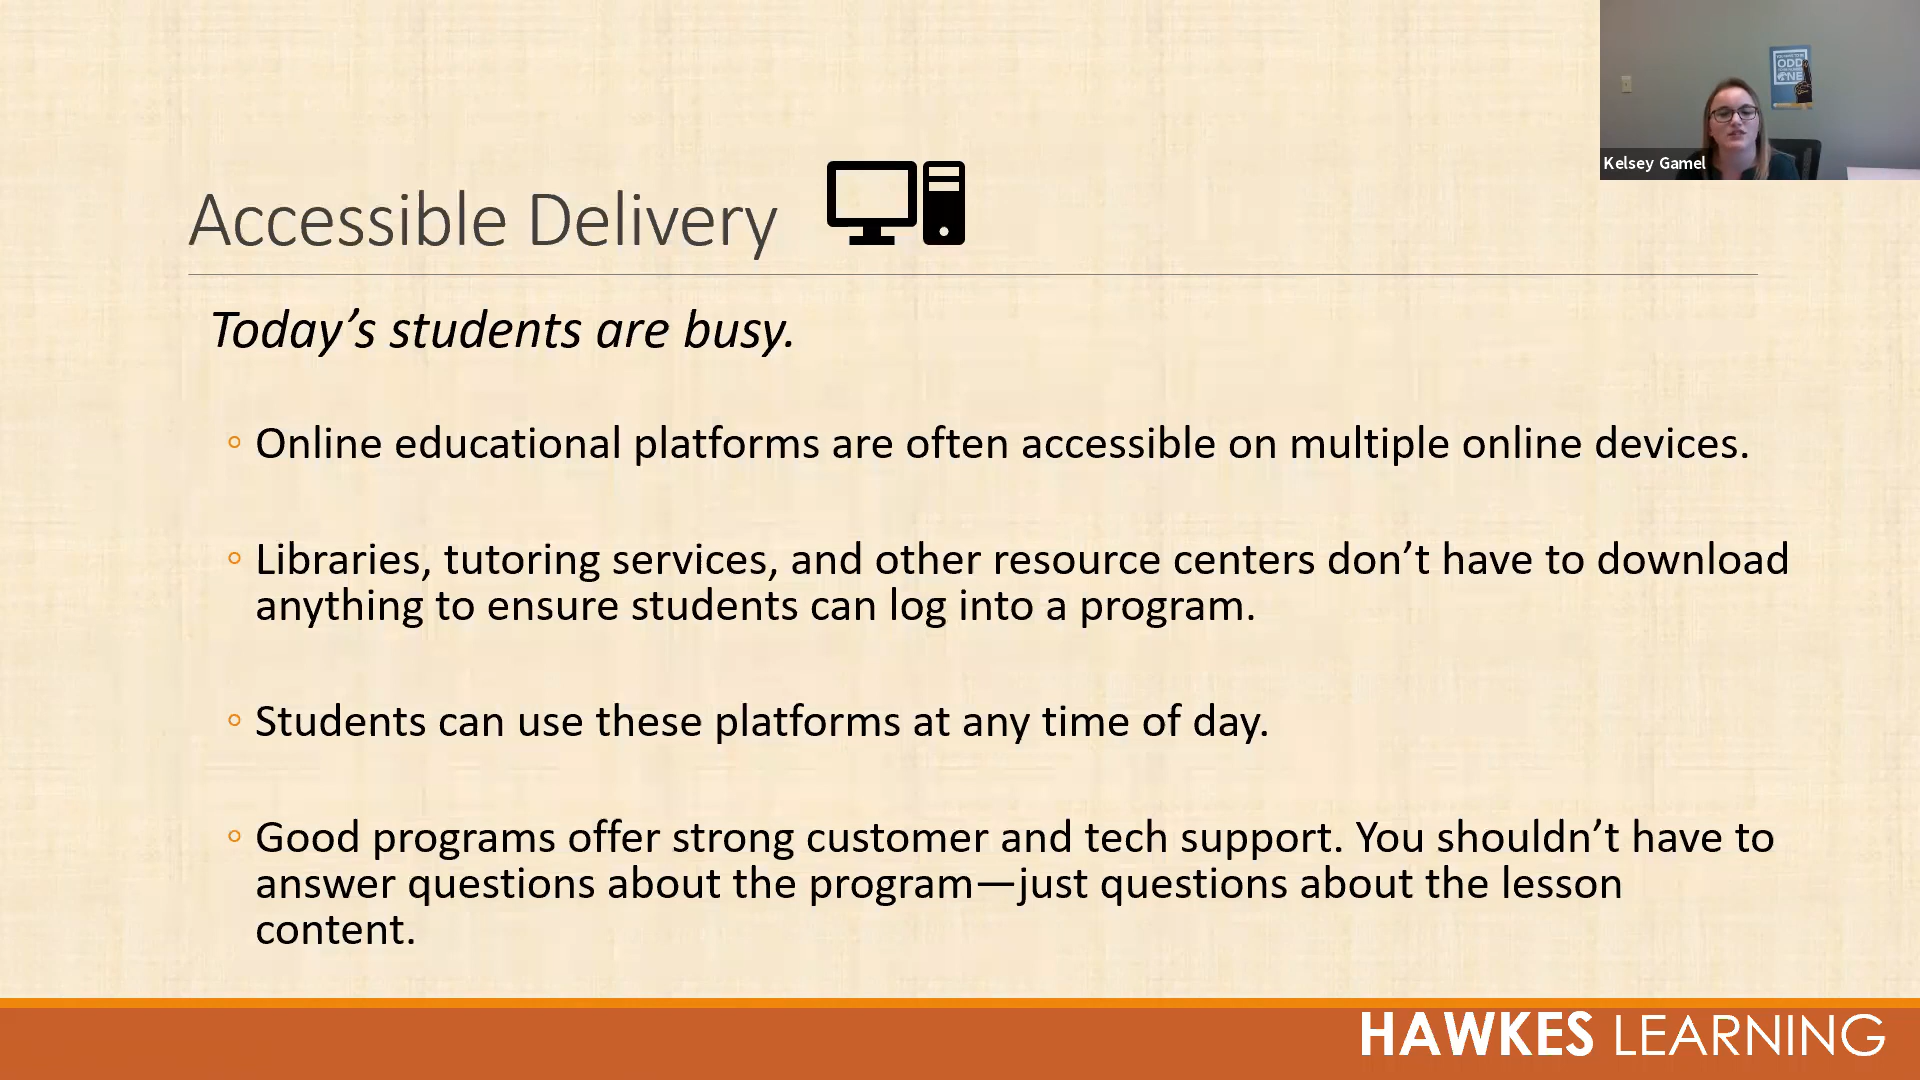 ODD
ONE
Kelsey Gamel
Accessible Delivery
Today’s students are busy.
◦ Online educational platforms are often accessible on multiple online devices.
◦ Libraries, tutoring services, and other resource centers don’t have to download
anything to ensure students can log into a program.
◦ Students can use these platforms at any time of day.
◦ Good programs offer strong customer and tech support. You shouldn’t have to
answer questions about the program—just questions about the lesson
content.
HAWKES LEARNING